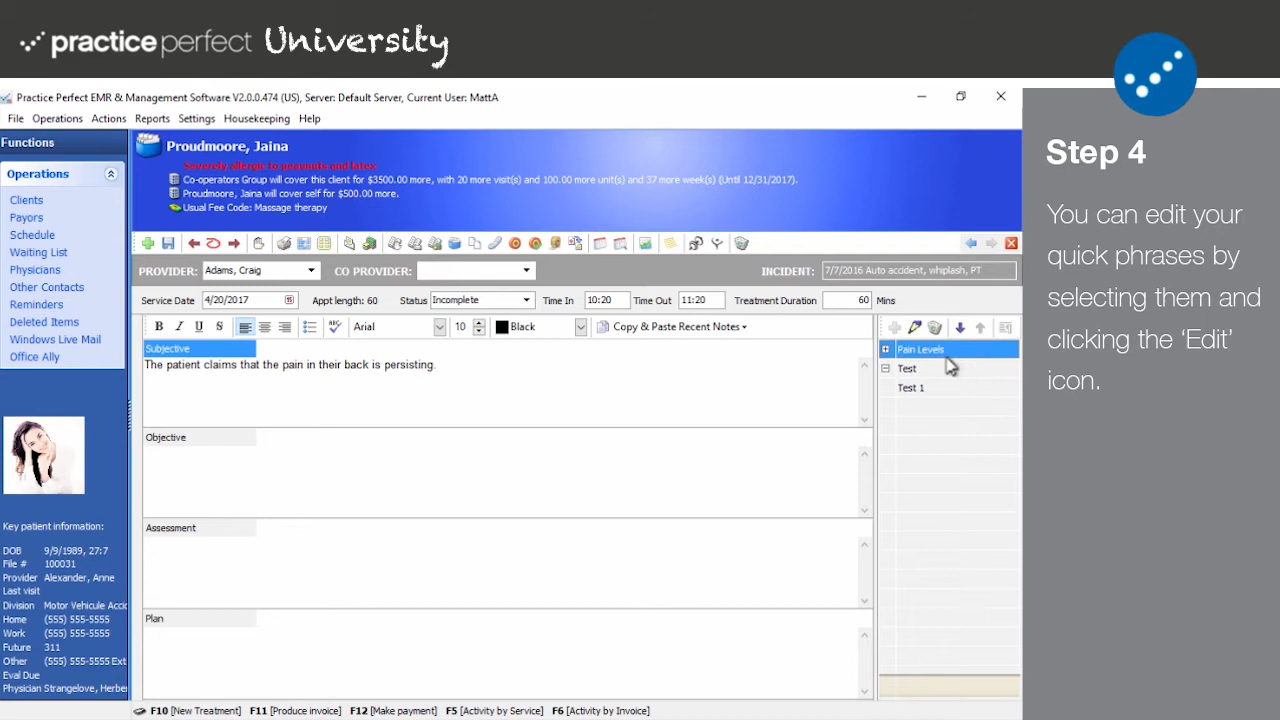 practice perfect University
Practice Perfect EMR & Management Software V2.0.0.474 (US), Server: Default Server, Current User: MattA
File Operations Actions Reports Settings Housekeeping Help
Functions
Operations
Clients
Payors
Schedule
Waiting List
Physicians
Other Contacts
Reminders
Deleted Items
Windows Live Mail
Office Ally
Key patient information:
DOB 9/9/1989, 27:7
File # 100031
Provider Alexander, Anne
Last visit
Division Motor Vehicule Accid
Home (555) 555-5555
Work (555) 555-5555
Future 311
Other (555) 555-5555 Ext
Eval Due
Physician Strangelove, Herber
Proudmoore, Jaina
Severely allergic to peanuts and latex
Co-operators Group will cover this client for $3500.00 more, with 20 more visit(s) and 100.00 more unit(s) and 37 more week(s) (Until 12/31/2017).
Proudmoore, Jaina will cover self for $500.00 more.
Usual Fee Code: Massage therapy
PROVIDER: Adams, Craig CO PROVIDER: INCIDENT: 7/7/2016 Auto accident, whiplash, PT
Service Date 4/20/2017 Appt length: 60 Status Incomplete Time In 10:20 Time Out 11:20 Treatment Duration 60 Mins
B I U S Arial 10 Black Copy & Paste Recent Notes
Subjective
The patient claims that the pain in their back is persisting.
Objective
Assessment
Plan
Pain Levels
Test
Test 1
F10 [New Treatment] F11 [Produce invoice] F12 [Make payment] F5 [Activity by Service] F6 [Activity by Invoice]
Step 4
You can edit your
quick phrases by
selecting them and
clicking the ‘Edit’
icon.